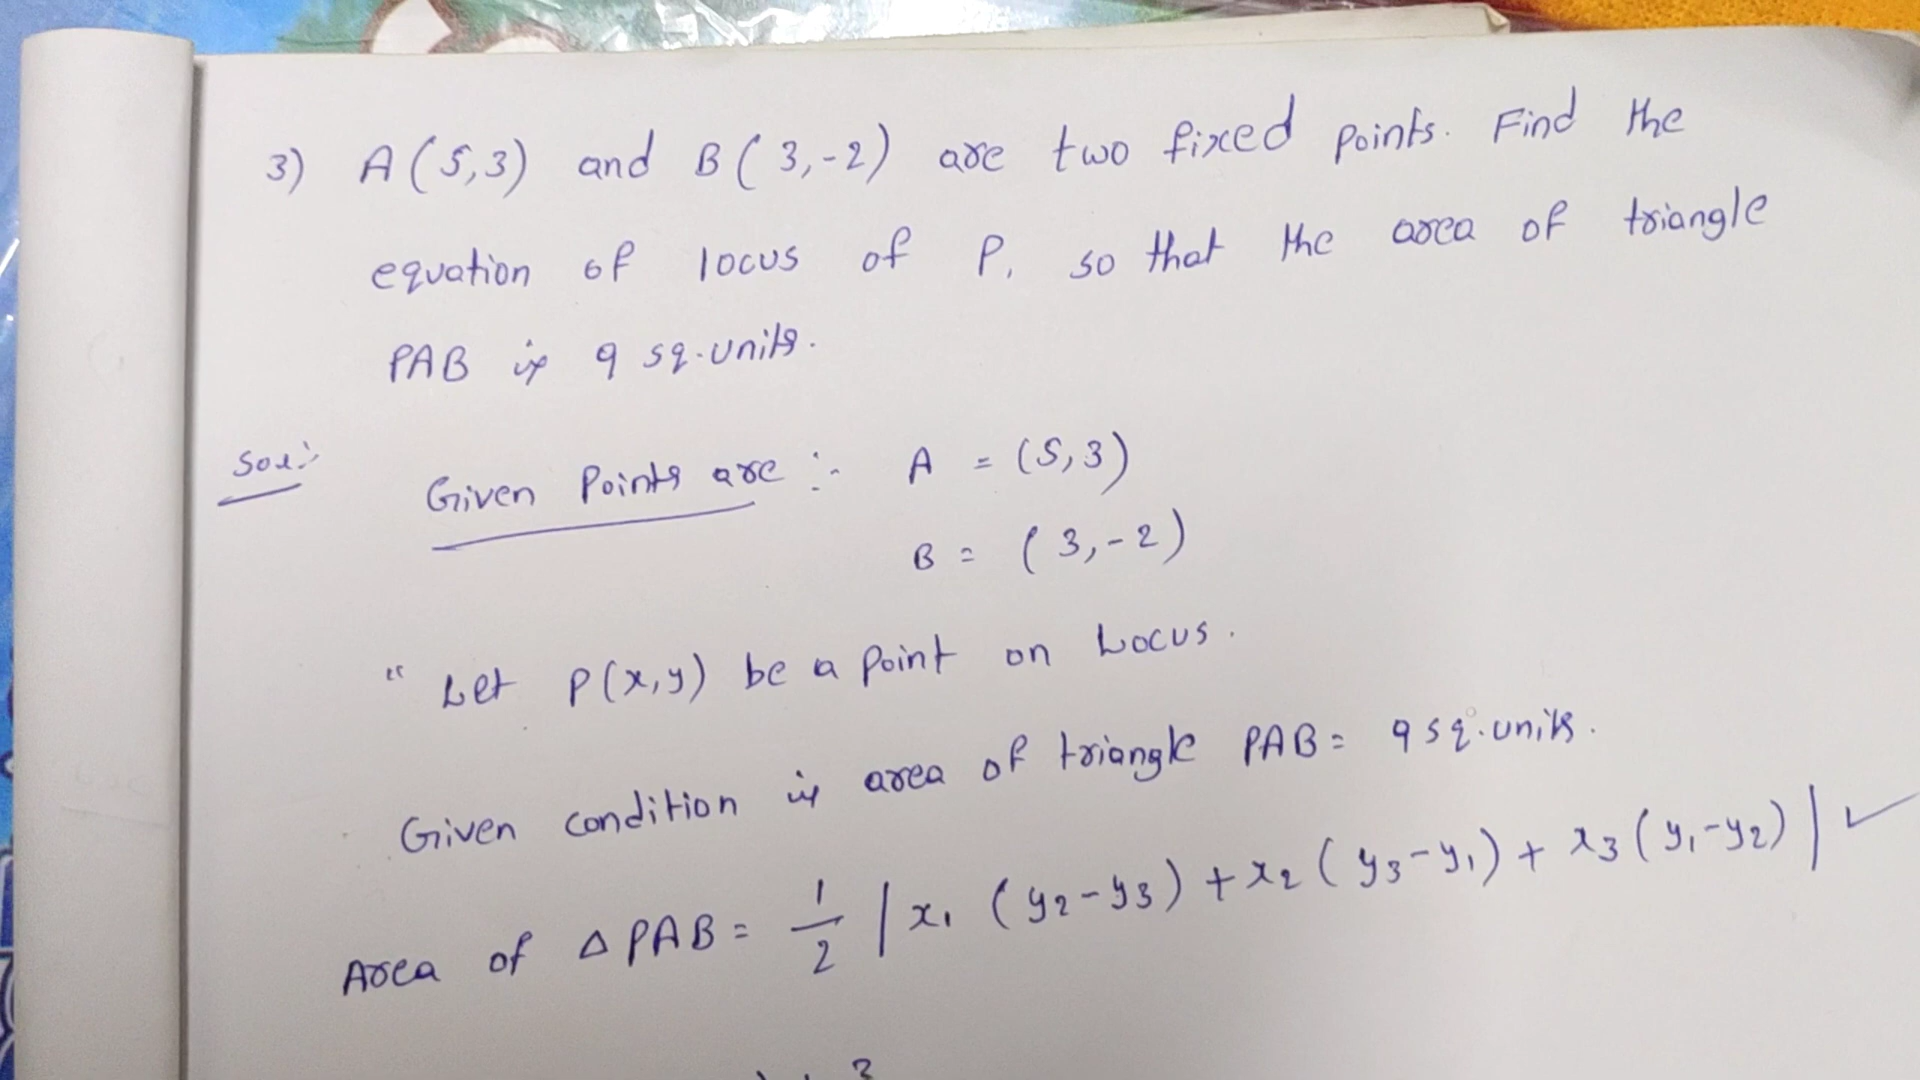 3) A (5,3) and B ( 3,-2) are two fixed points. Find the
equation of locus of P, so that the area of triangle
PAB is 9 sq.units.
Sol:-
Given Points are :- A = (5,3)
B = ( 3,-2)
" Let P(x,y) be a point on Locus.
Given condition is area of triangle PAB = 9 sq.units.
Area of △ PAB = 1/2 | x₁ ( y₂-y₃) + x₂ ( y₃-y₁) + x₃ ( y₁-y₂) | ✓